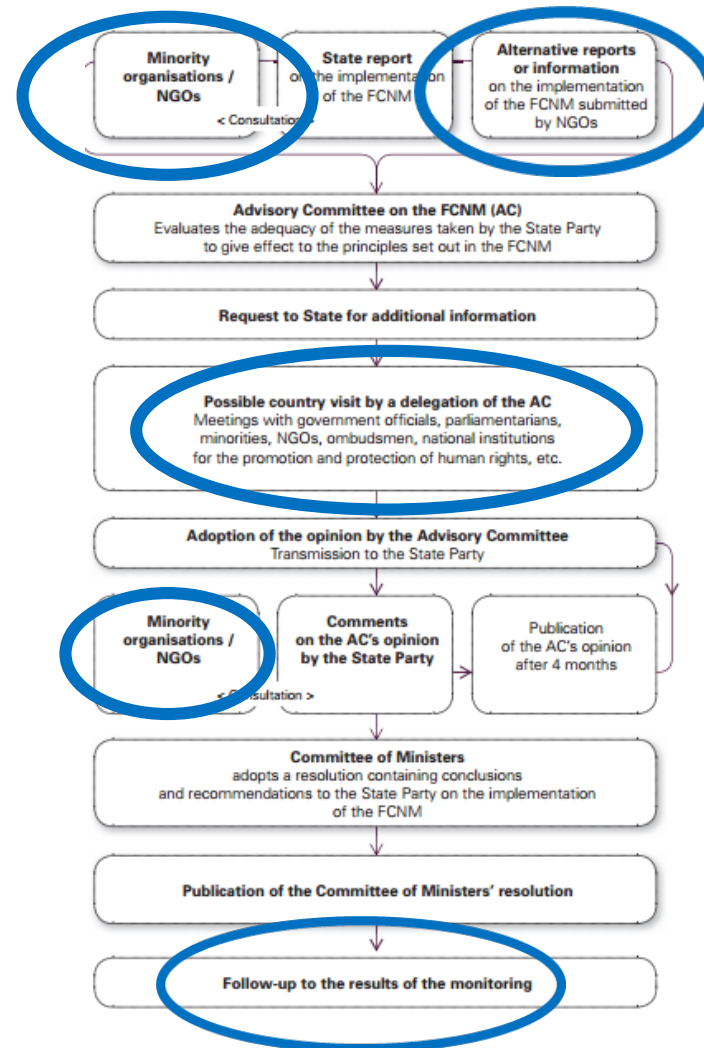 Minority
organisations /
NGOs
< Consultation >
State report
on the implementation
of the FCNM
Alternative reports
or information
on the implementation
of the FCNM submitted
by NGOs
Advisory Committee on the FCNM (AC)
Evaluates the adequacy of the measures taken by the State Party
to give effect to the principles set out in the FCNM
Request to State for additional information
Possible country visit by a delegation of the AC
Meetings with government officials, parliamentarians,
minorities, NGOs, ombudsmen, national institutions
for the promotion and protection of human rights, etc.
Adoption of the opinion by the Advisory Committee
Transmission to the State Party
Minority
organisations /
NGOs
< Consultation >
Comments
on the AC's opinion
by the State Party
Publication
of the AC's opinion
after 4 months
Committee of Ministers
adopts a resolution containing conclusions
and recommendations to the State Party on the implementation
of the FCNM
Publication of the Committee of Ministers' resolution
Follow-up to the results of the monitoring